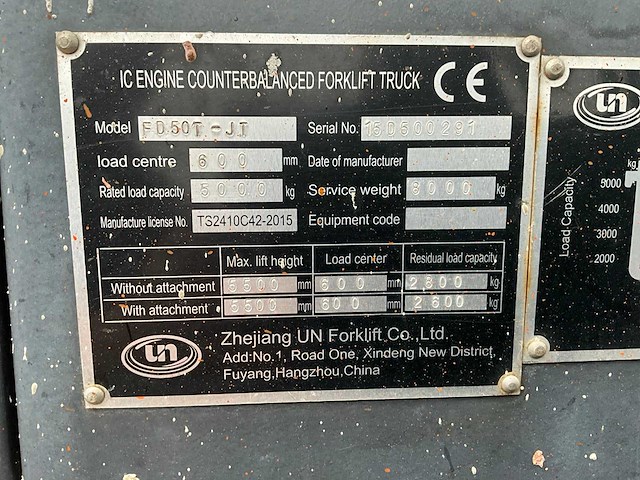 IC ENGINE COUNTERBALANCED FORKLIFT TRUCK CE
Model FD50T-JT Serial No. 15D500291
load centre 600 mm Date of manufacturer
Rated load capacity 5000 kg Service weight 8000 kg
Manufacture license No. TS2410C42-2015 Equipment code
Max. lift height Load center Residual load capacity
Without attachment 5500 mm 600 mm 2800 kg
With attachment 5500 mm 600 mm 2600 kg
UN Zhejiang UN Forklift Co.,Ltd.
Add:No.1, Road One, Xindeng New District,
Fuyang,Hangzhou,China
UN
kg
5000
4000
3000
2000
Load-Capacity